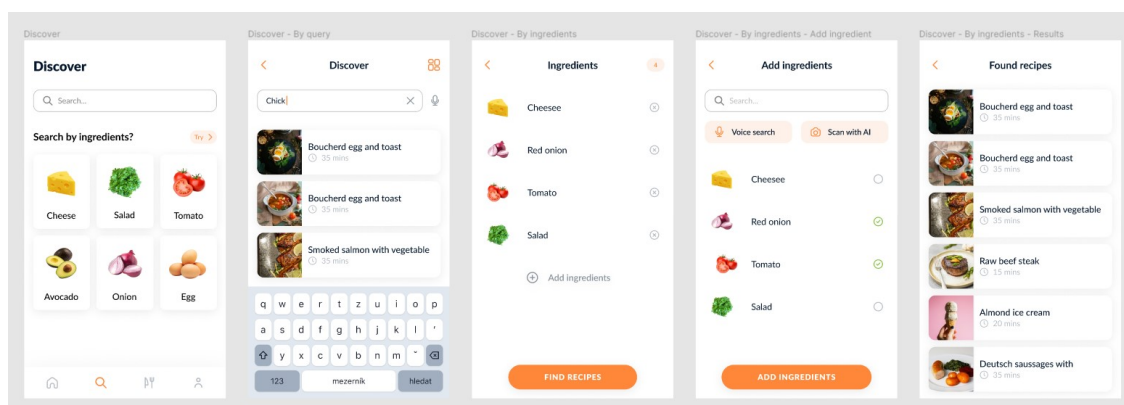 Discover
Discover
Search...
Search by ingredients?
Try
Cheese
Salad
Tomato
Avocado
Onion
Egg
Discover - By query
Discover
Chick
Boucherd egg and toast
35 mins
Boucherd egg and toast
35 mins
Smoked salmon with vegetable
35 mins
q w e r t z u i o p
a s d f g h j k l '
y x c v b n m ˇ
123 mezerník hledat
Discover - By ingredients
Ingredients
4
Cheesee
Red onion
Tomato
Salad
Add ingredients
FIND RECIPES
Discover - By ingredients - Add ingredient
Add ingredients
Search...
Voice search
Scan with AI
Cheesee
Red onion
Tomato
Salad
ADD INGREDIENTS
Discover - By ingredients - Results
Found recipes
Boucherd egg and toast
35 mins
Boucherd egg and toast
35 mins
Smoked salmon with vegetable
35 mins
Raw beef steak
15 mins
Almond ice cream
20 mins
Deutsch saussages with
35 mins